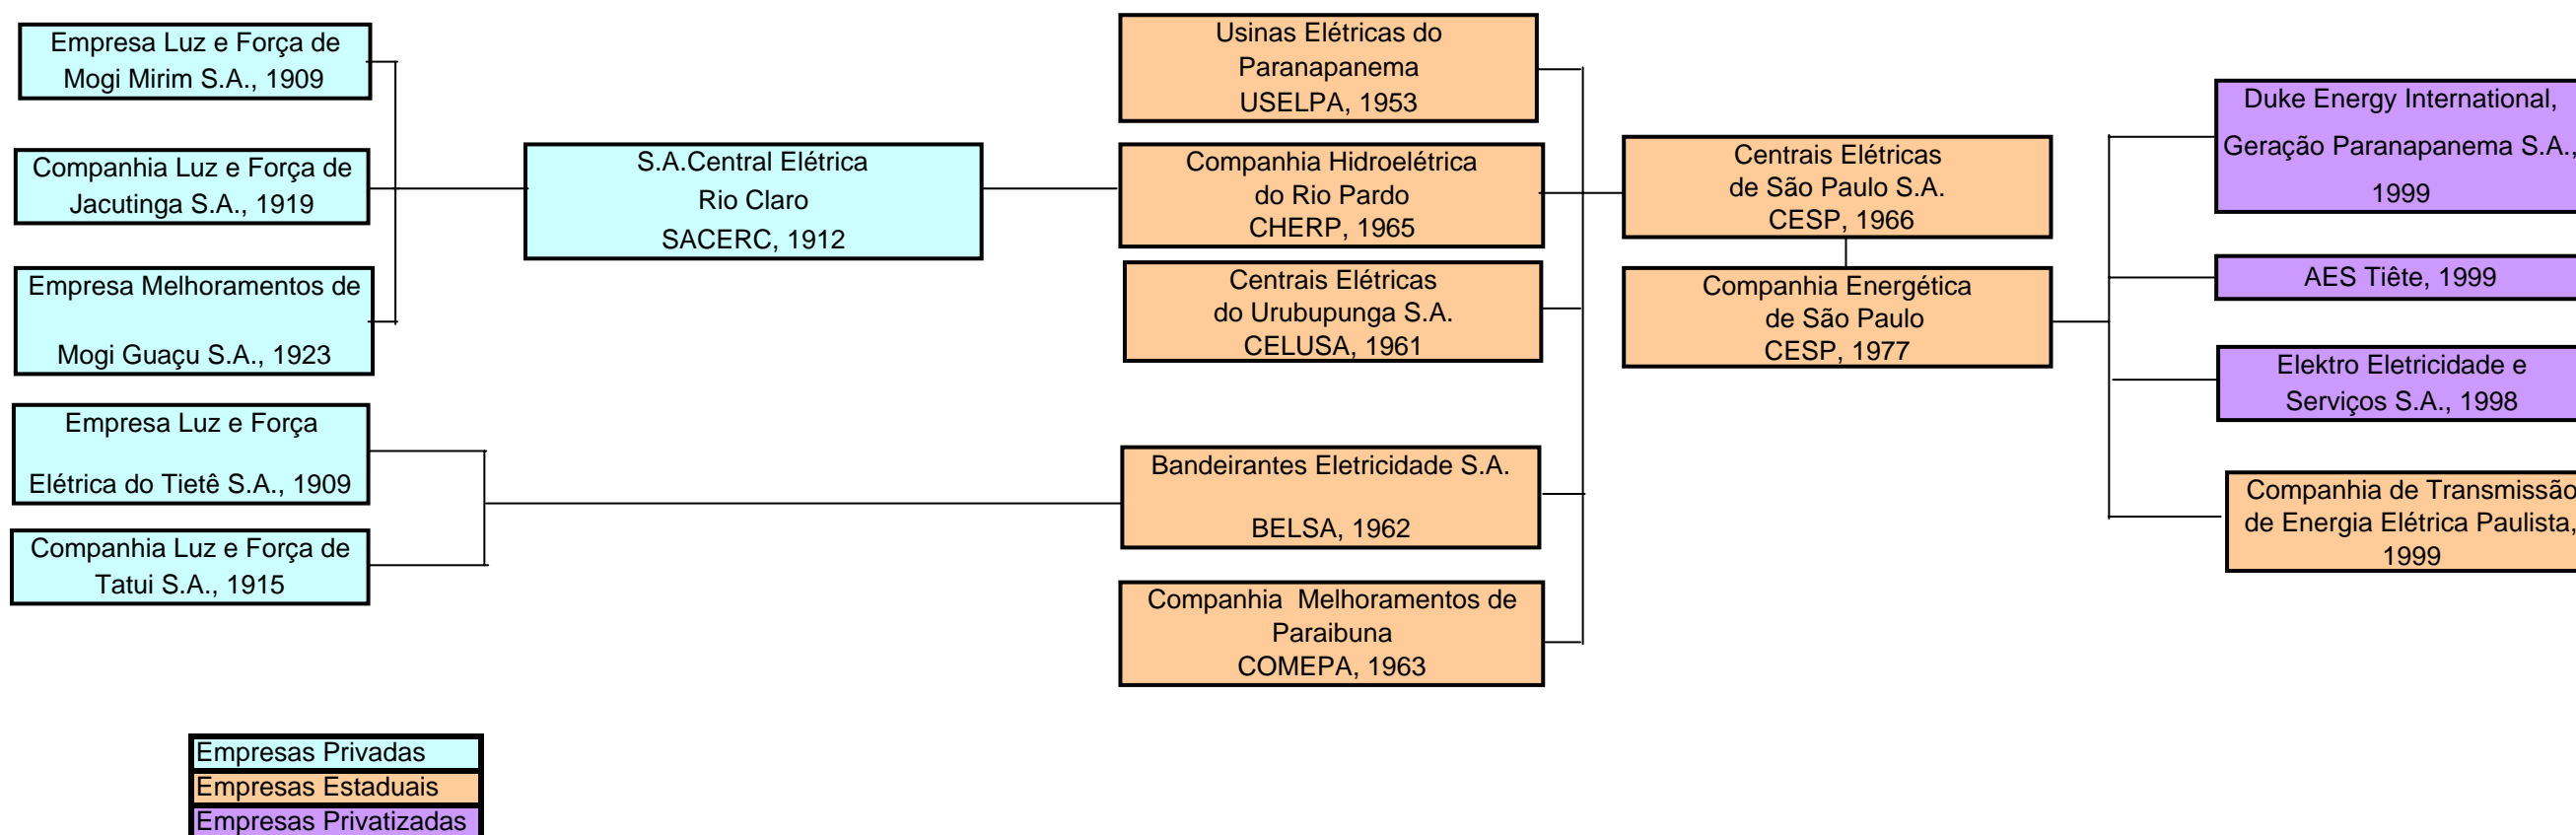 Empresa Luz e Força de
Mogi Mirim S.A., 1909
Companhia Luz e Força de
Jacutinga S.A., 1919
Empresa Melhoramentos de
Mogi Guaçu S.A., 1923
Empresa Luz e Força
Elétrica do Tietê S.A., 1909
Companhia Luz e Força de
Tatui S.A., 1915
S.A.Central Elétrica
Rio Claro
SACERC, 1912
Usinas Elétricas do
Paranapanema
USELPA, 1953
Companhia Hidroelétrica
do Rio Pardo
CHERP, 1965
Centrais Elétricas
do Urubupunga S.A.
CELUSA, 1961
Bandeirantes Eletricidade S.A.
BELSA, 1962
Companhia  Melhoramentos de
Paraibuna
COMEPA, 1963
Centrais Elétricas
de São Paulo S.A.
CESP, 1966
Companhia Energética
de São Paulo
CESP, 1977
Duke Energy International,
Geração Paranapanema S.A.,
1999
AES Tiête, 1999
Elektro Eletricidade e
Serviços S.A., 1998
Companhia de Transmissão
de Energia Elétrica Paulista,
1999
Empresas Privadas
Empresas Estaduais
Empresas Privatizadas